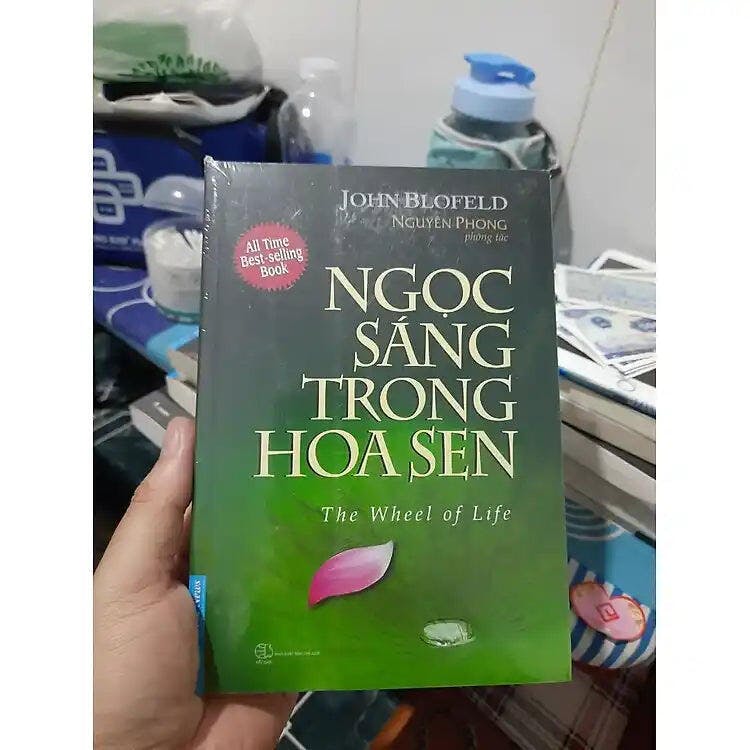 JOHN BLOFELD
NGUYÊN PHONG
phóng tác
All Time
Best-selling
Book
NGỌC
SÁNG
TRONG
HOA SEN
The Wheel of Life